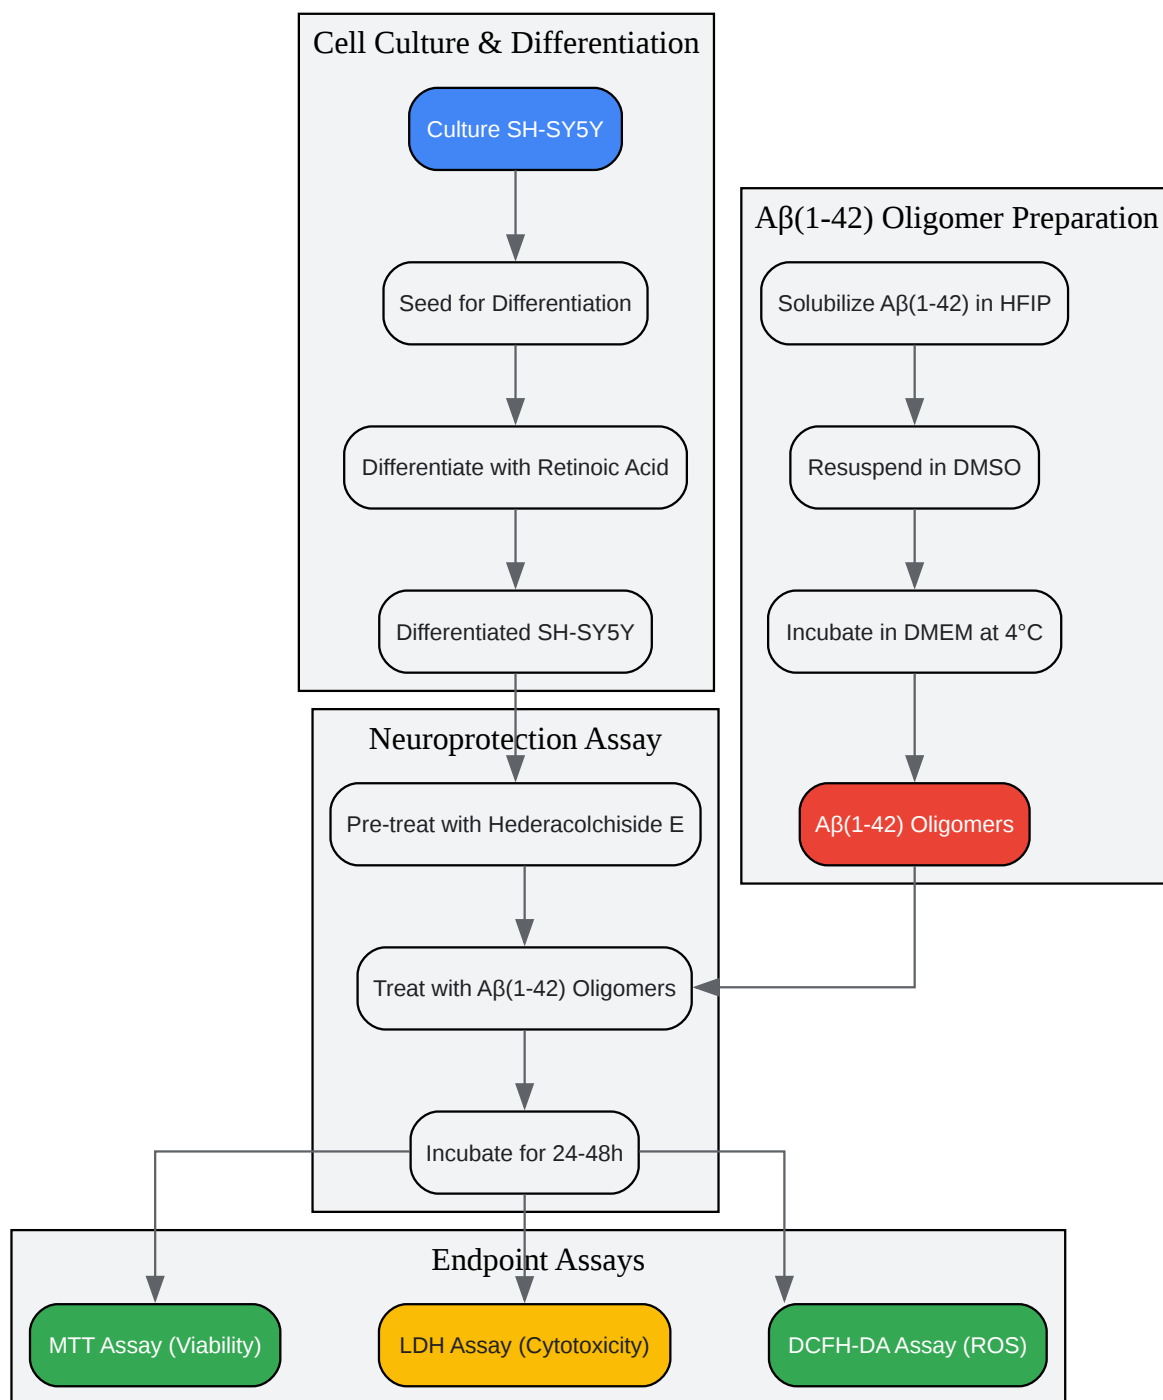 Cell Culture & Differentiation
Culture SH-SY5Y
Seed for Differentiation
Differentiate with Retinoic Acid
Differentiated SH-SY5Y
Aβ(1-42) Oligomer Preparation
Solubilize Aβ(1-42) in HFIP
Resuspend in DMSO
Incubate in DMEM at 4°C
Aβ(1-42) Oligomers
Neuroprotection Assay
Pre-treat with Hederacolchiside E
Treat with Aβ(1-42) Oligomers
Incubate for 24-48h
Endpoint Assays
MTT Assay (Viability)
LDH Assay (Cytotoxicity)
DCFH-DA Assay (ROS)